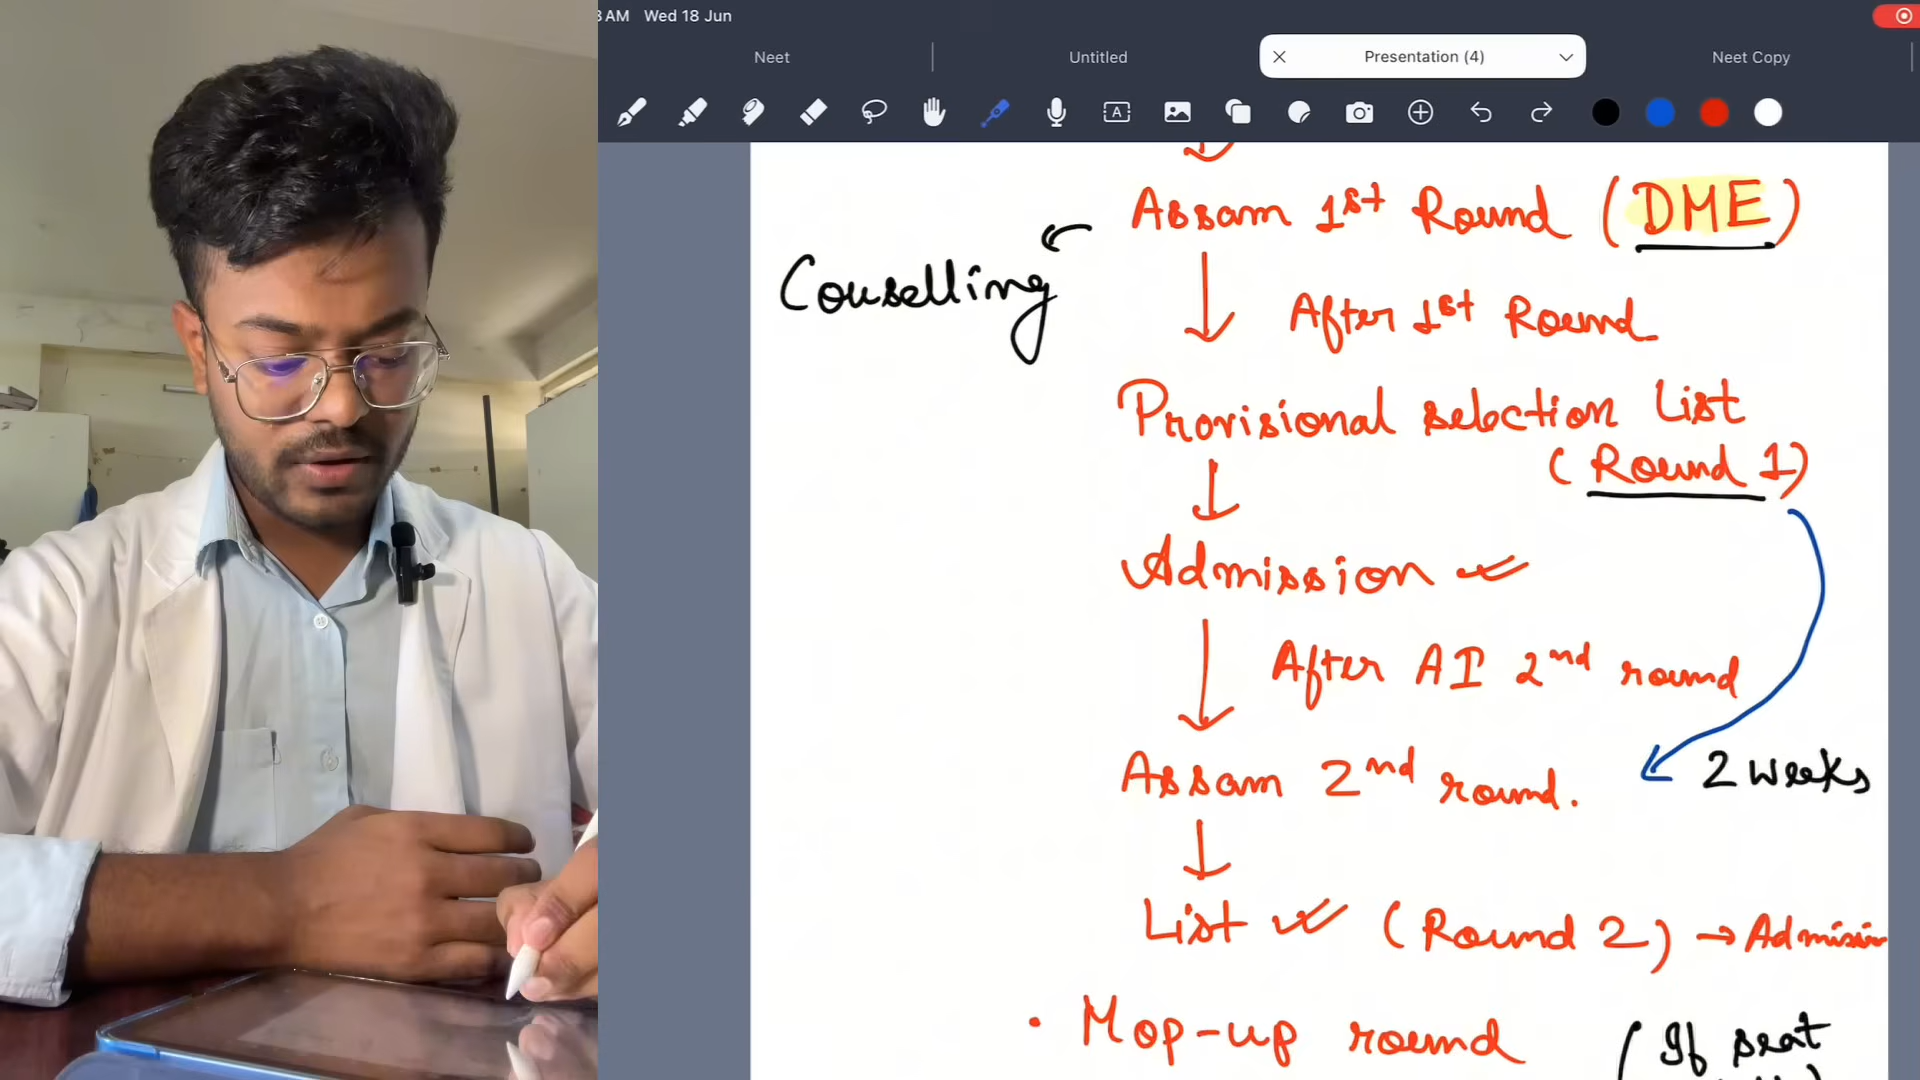 3 AM Wed 18 Jun
Neet
Untitled
Presentation (4)
Neet Copy
A
Assam 1st Round (DME)
Couselling
After 1st Round
Provisional selection List
(Round 1)
Admission
After AI 2nd round
Assam 2nd round.
2 weeks
List (Round 2) → Admission
• Mop-up round
(If seat